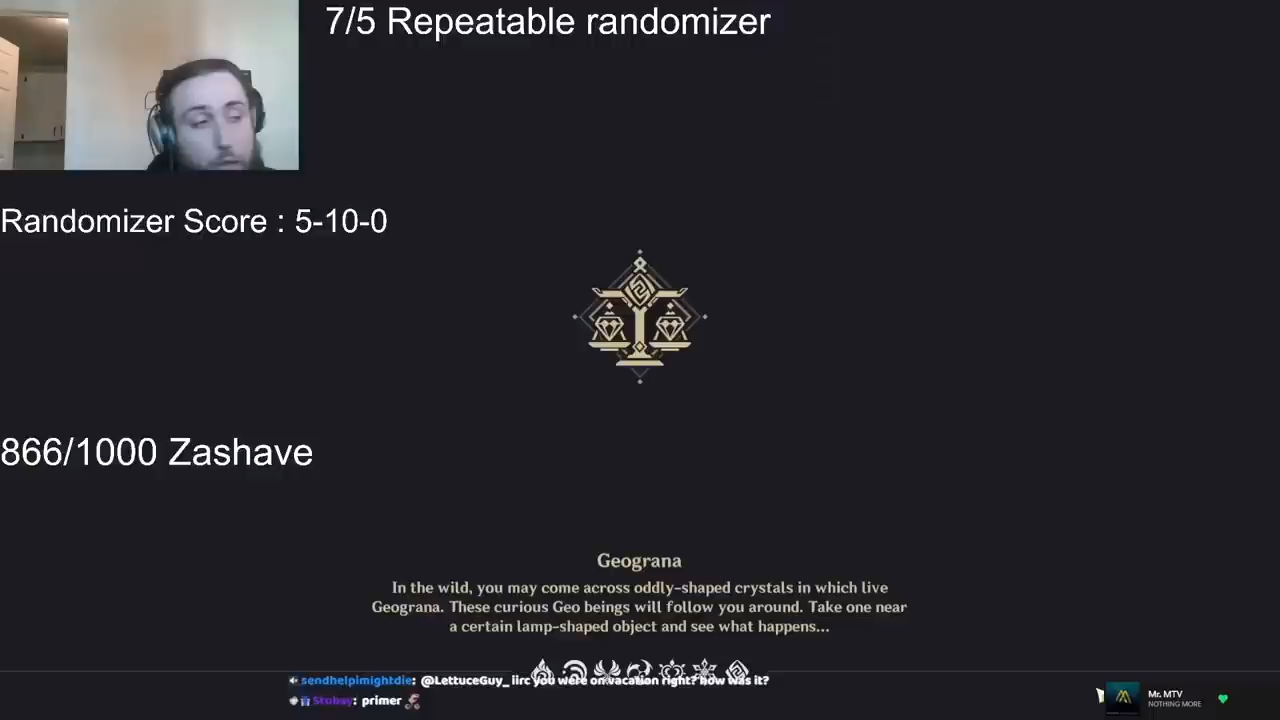 7/5 Repeatable randomizer
Randomizer Score : 5-10-0
866/1000 Zashave
Geograna
In the wild, you may come across oddly-shaped crystals in which live
Geograna. These curious Geo beings will follow you around. Take one near
a certain lamp-shaped object and see what happens...
sendhelpimightdie: @LettuceGuy_ iirc you were on vacation right? how was it?
Stubsy: primer
Mr. MTV
NOTHING MORE